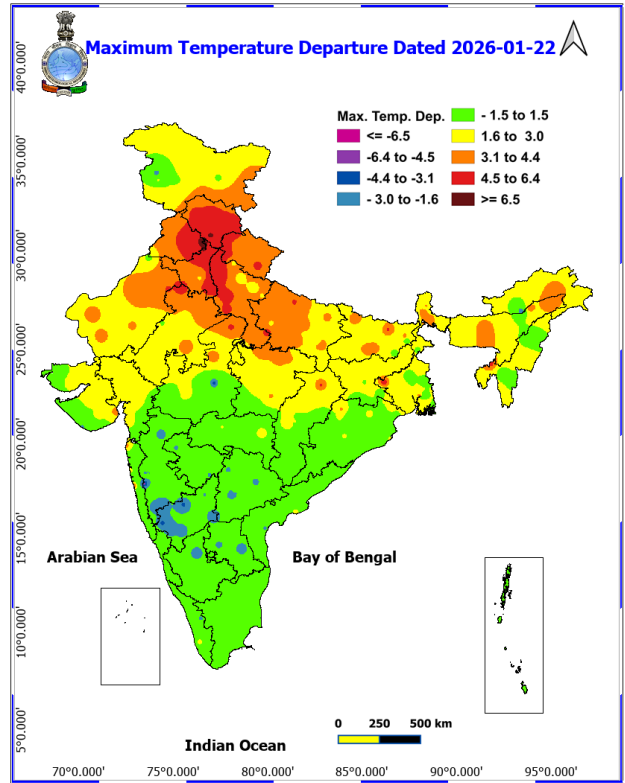 Maximum Temperature Departure Dated 2026-01-22
Max. Temp. Dep.
<= -6.5
-6.4 to -4.5
-4.4 to -3.1
- 3.0 to -1.6
- 1.5 to 1.5
1.6 to 3.0
3.1 to 4.4
4.5 to 6.4
>= 6.5
40°0.000'
35°0.000'
30°0.000'
25°0.000'
20°0.000'
15°0.000'
10°0.000'
5°0.000'
Arabian Sea
Bay of Bengal
Indian Ocean
0 250 500 km
70°0.000' 75°0.000' 80°0.000' 85°0.000' 90°0.000' 95°0.000'